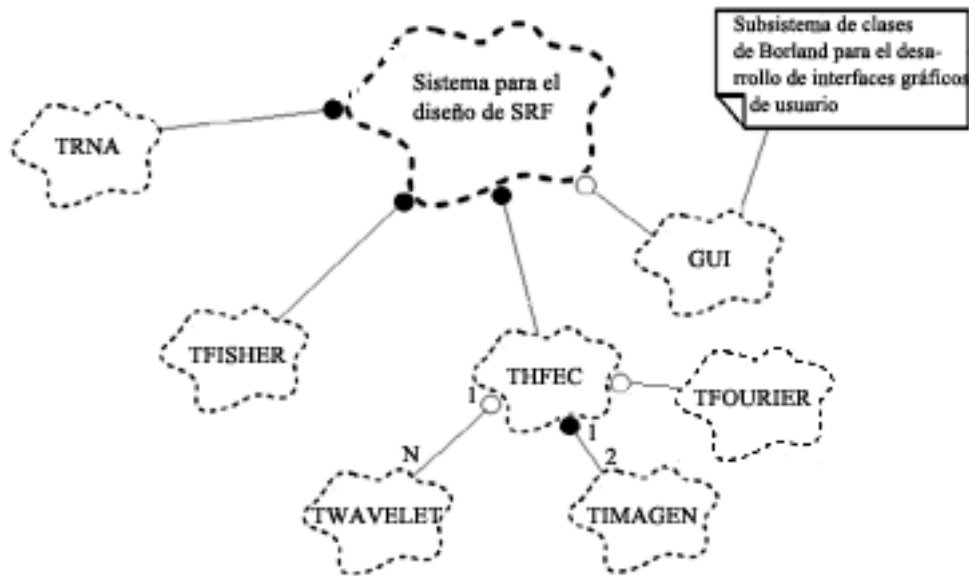 Subsistema de clases
de Borland para el desa-
rrollo de interfaces gráficos
de usuario
Sistema para el
diseño de SRF
TRNA
GUI
TFISHER
THFEC
TFOURIER
1
1
N
2
TWAVELET
TIMAGEN